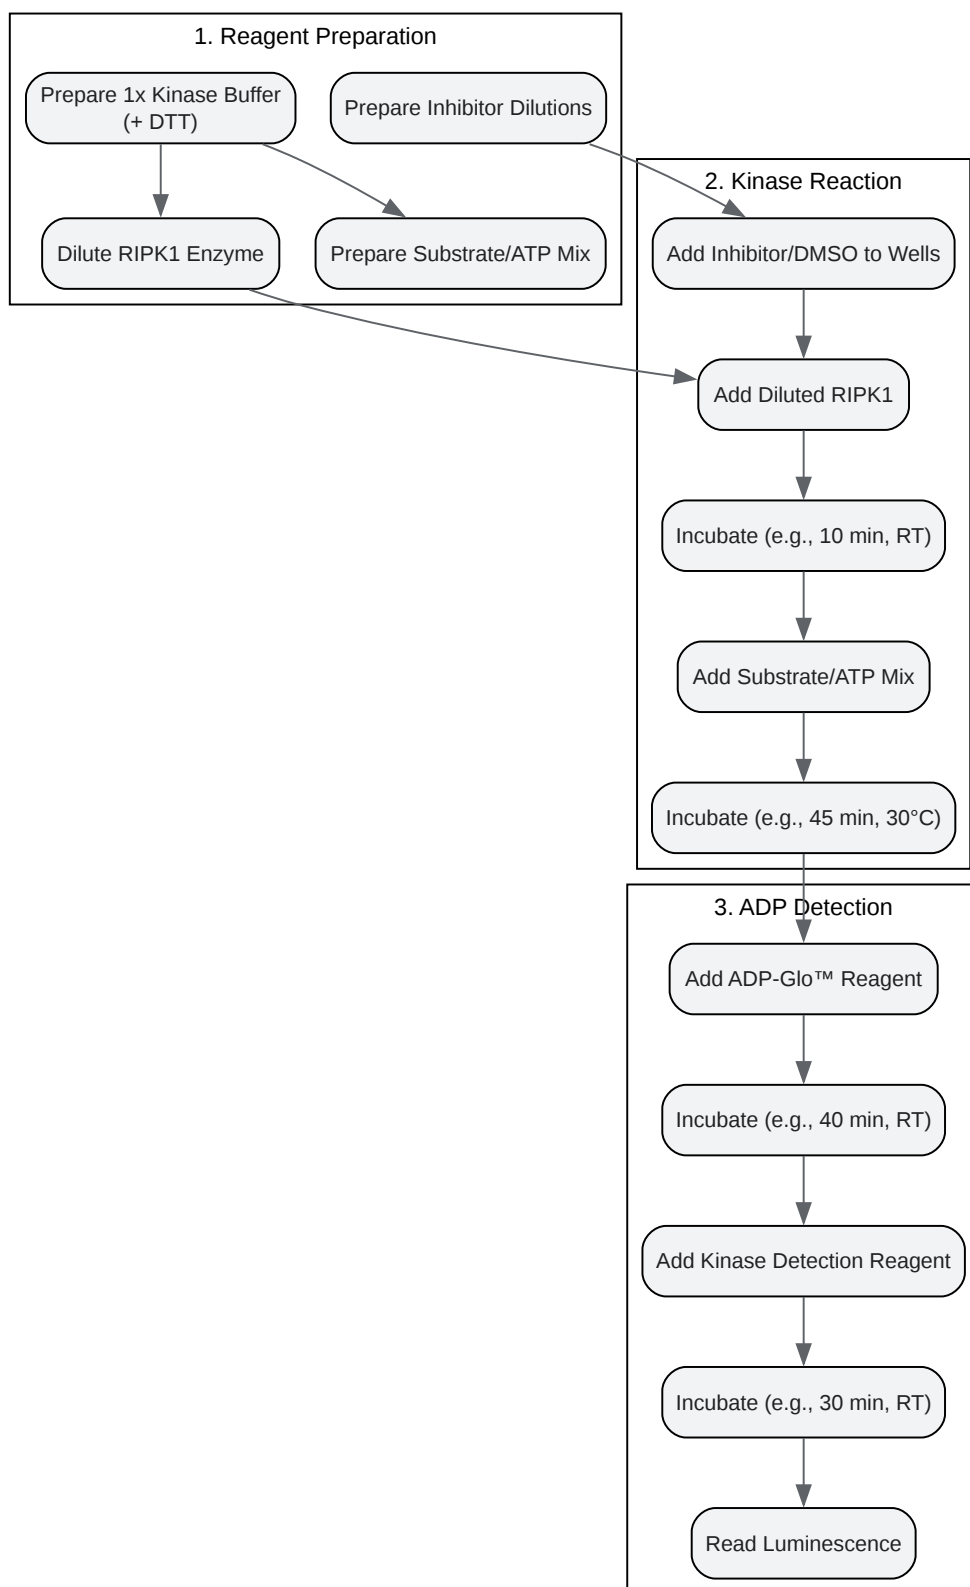 1. Reagent Preparation
Prepare 1x Kinase Buffer
(+ DTT)
Prepare Inhibitor Dilutions
Dilute RIPK1 Enzyme
Prepare Substrate/ATP Mix
2. Kinase Reaction
Add Inhibitor/DMSO to Wells
Add Diluted RIPK1
Incubate (e.g., 10 min, RT)
Add Substrate/ATP Mix
Incubate (e.g., 45 min, 30°C)
3. ADP Detection
Add ADP-Glo™ Reagent
Incubate (e.g., 40 min, RT)
Add Kinase Detection Reagent
Incubate (e.g., 30 min, RT)
Read Luminescence